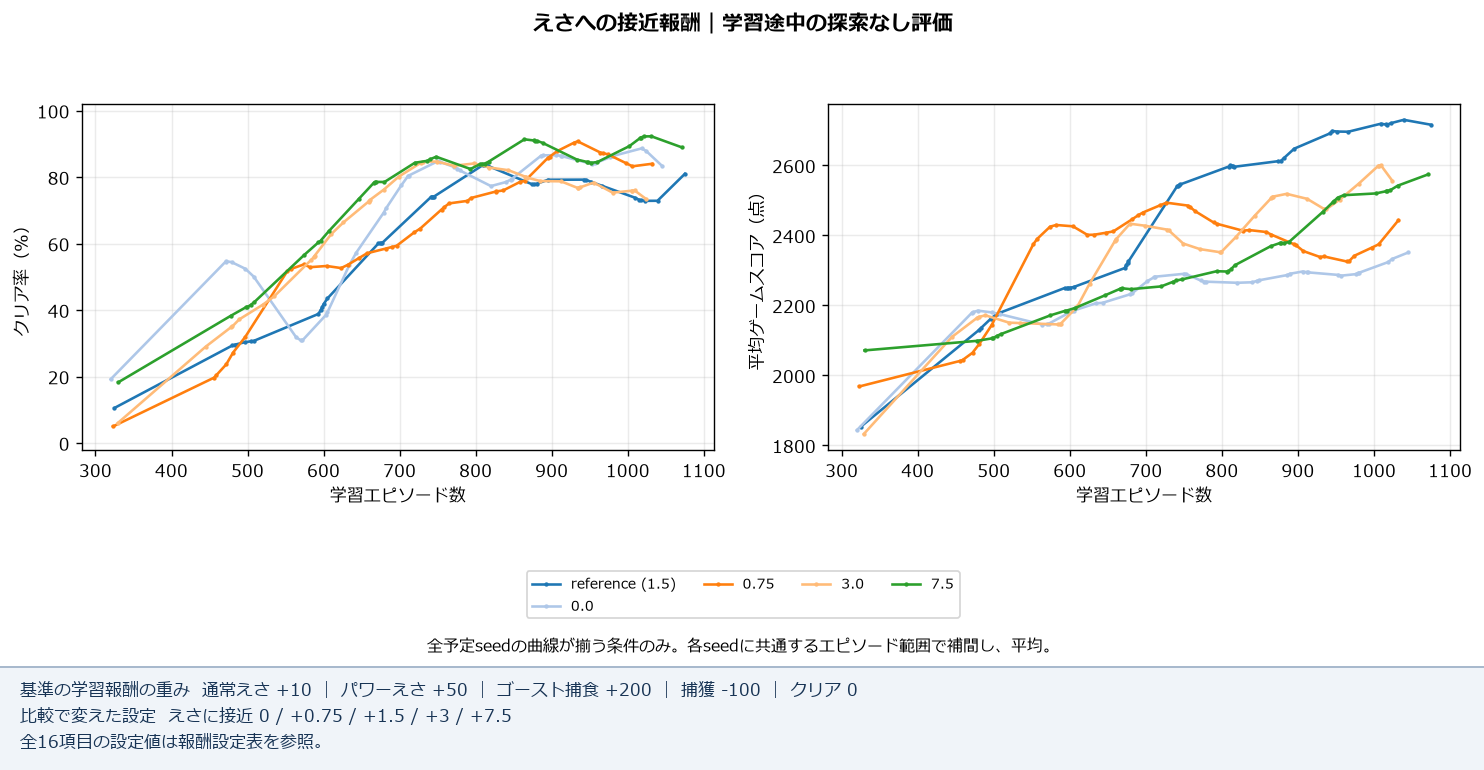 えさへの接近報酬｜学習途中の探索なし評価
クリア率（%）
100
80
60
40
20
0
300 400 500 600 700 800 900 1000 1100
学習エピソード数
平均ゲームスコア（点）
2600
2400
2200
2000
1800
300 400 500 600 700 800 900 1000 1100
学習エピソード数
reference (1.5) 0.75 3.0 7.5
0.0
全予定seedの曲線が揃う条件のみ。各seedに共通するエピソード範囲で補間し、平均。
基準の学習報酬の重み 通常えさ +10 ｜ パワーえさ +50 ｜ ゴースト捕食 +200 ｜ 捕獲 -100 ｜ クリア 0
比較で変えた設定 えさに接近 0 / +0.75 / +1.5 / +3 / +7.5
全16項目の設定値は報酬設定表を参照。